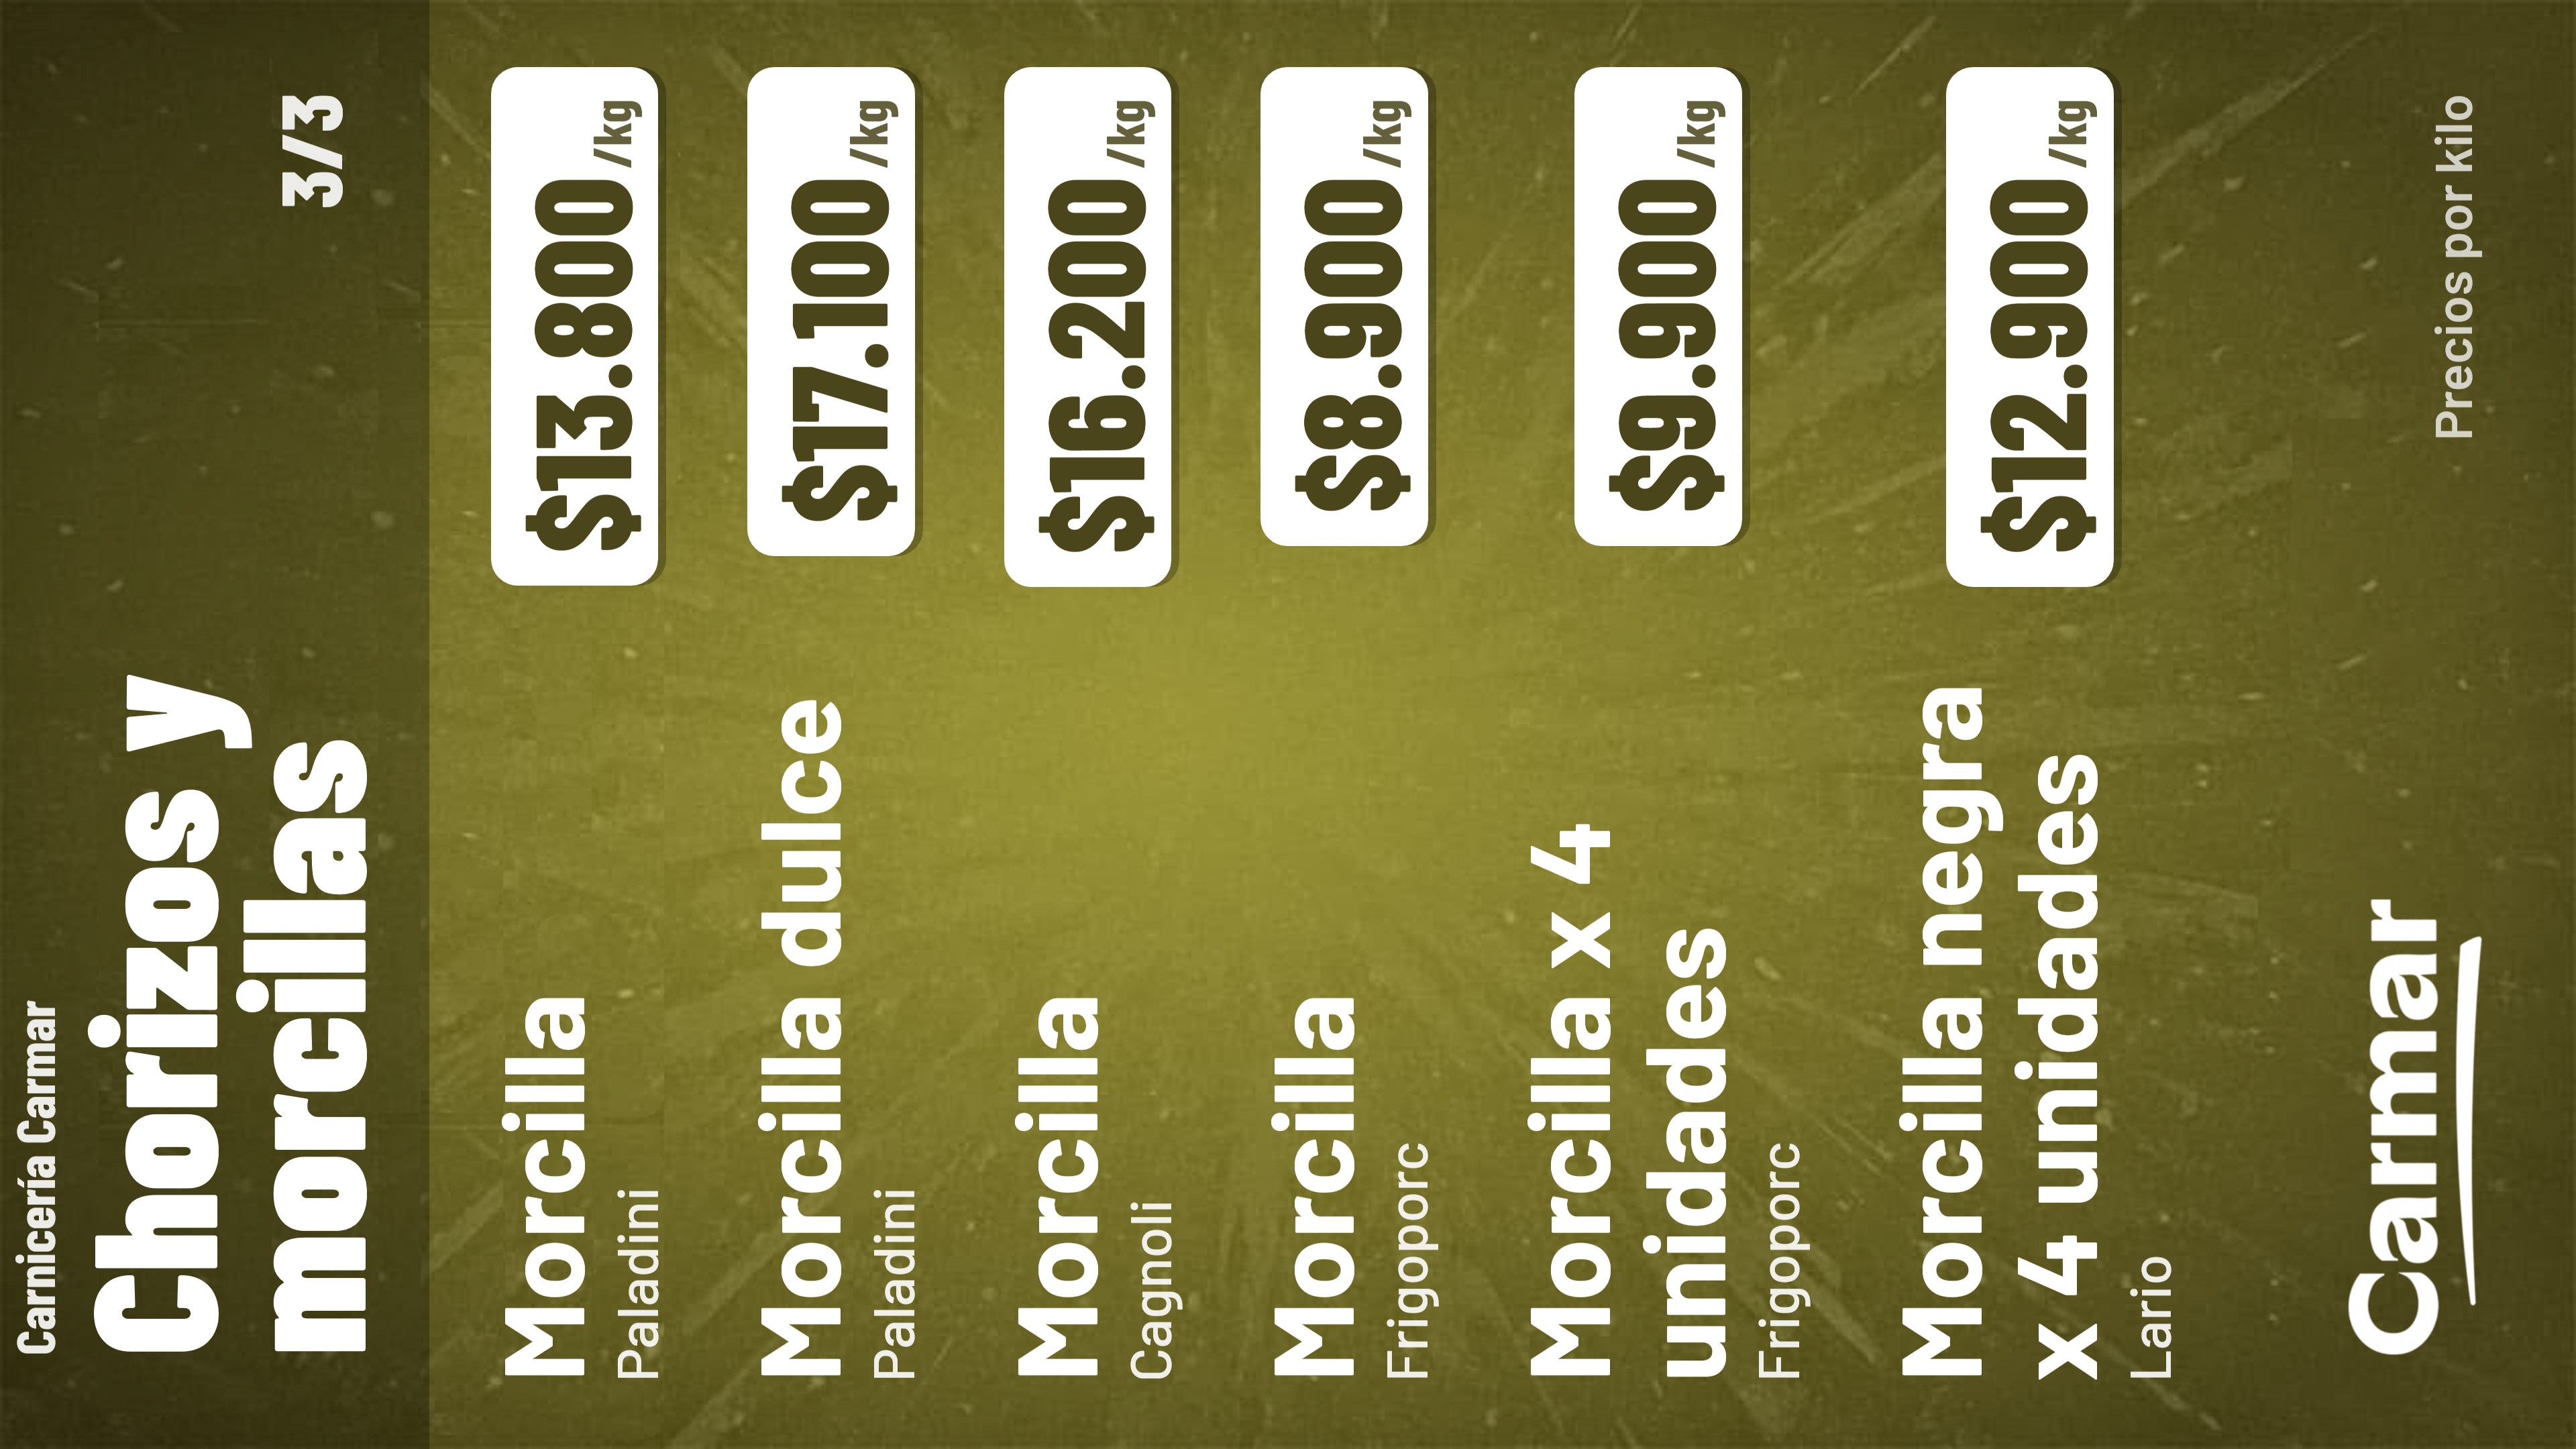 Carnicería Carmar
Chorizos y
morcillas
3/3
Morcilla
Paladini
$13.800/kg
Morcilla dulce
Paladini
$17.100/kg
Morcilla
Cagnoli
$16.200/kg
Morcilla
Frigoporc
$8.900/kg
Morcilla x 4
unidades
Frigoporc
$9.900/kg
Morcilla negra
x 4 unidades
Lario
$12.900/kg
Carmar
Precios por kilo